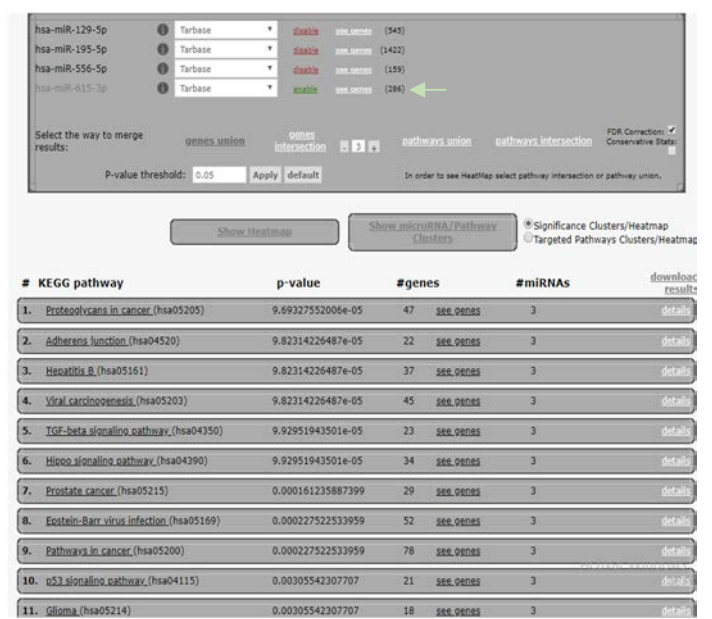 hsa-miR-129-5p Tarbase disable see genes (545)
hsa-miR-195-5p Tarbase disable see genes (1422)
hsa-miR-556-5p Tarbase disable see genes (159)
hsa-miR-615-3p Tarbase enable see genes (286)
Select the way to merge results: genes union genes intersection - 3 + pathways union pathways intersection FDR Correction: Conservative Stats:
P-value threshold: 0.05 Apply default In order to see HeatMap select pathway intersection or pathway union.
Show Heatmap Show microRNA/Pathway Clusters Significance Clusters/Heatmap
Targeted Pathways Clusters/Heatmap
# KEGG pathway p-value #genes #miRNAs download results
1. Proteoglycans in cancer (hsa05205) 9.69327552006e-05 47 see genes 3 details
2. Adherens junction (hsa04520) 9.82314226487e-05 22 see genes 3 details
3. Hepatitis B (hsa05161) 9.82314226487e-05 37 see genes 3 details
4. Viral carcinogenesis (hsa05203) 9.82314226487e-05 45 see genes 3 details
5. TGF-beta signaling pathway (hsa04350) 9.92951943501e-05 23 see genes 3 details
6. Hippo signaling pathway (hsa04390) 9.92951943501e-05 34 see genes 3 details
7. Prostate cancer (hsa05215) 0.000161235887399 29 see genes 3 details
8. Epstein-Barr virus infection (hsa05169) 0.000227522533959 52 see genes 3 details
9. Pathways in cancer (hsa05200) 0.000227522533959 78 see genes 3 details
10. p53 signaling pathway (hsa04115) 0.00305542307707 21 see genes 3 details
11. Glioma (hsa05214) 0.00305542307707 18 see genes 3 details